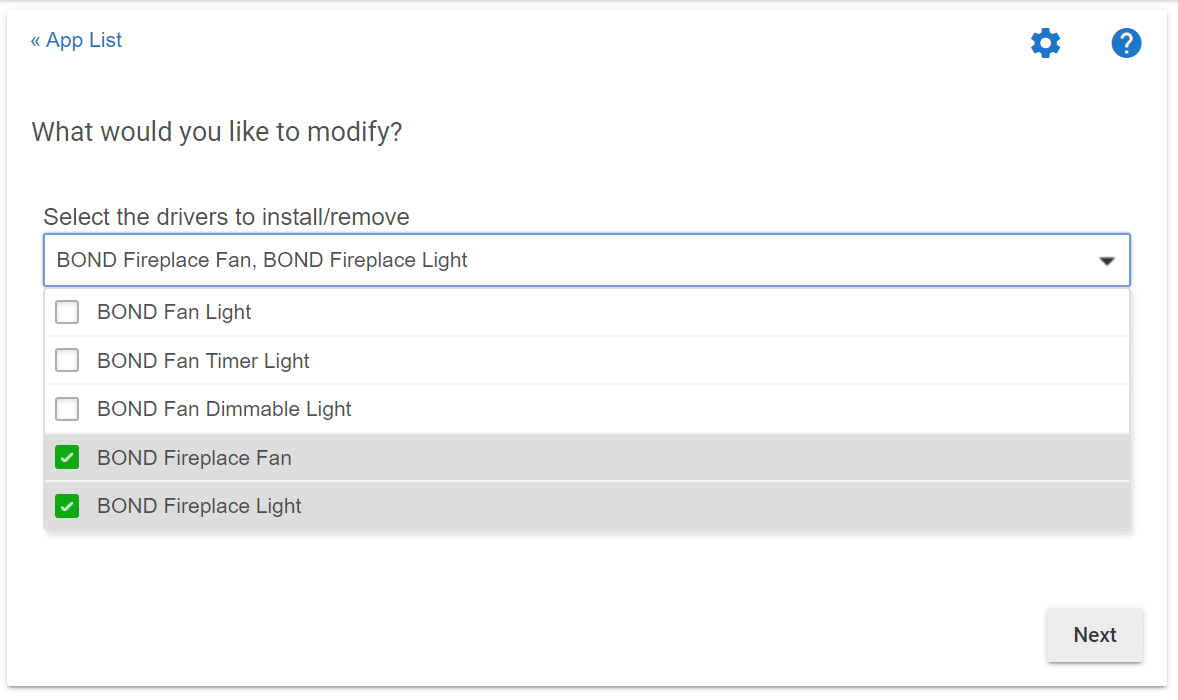 « App List
?
What would you like to modify?
Select the drivers to install/remove
BOND Fireplace Fan, BOND Fireplace Light
BOND Fan Light
BOND Fan Timer Light
BOND Fan Dimmable Light
BOND Fireplace Fan
BOND Fireplace Light
Next